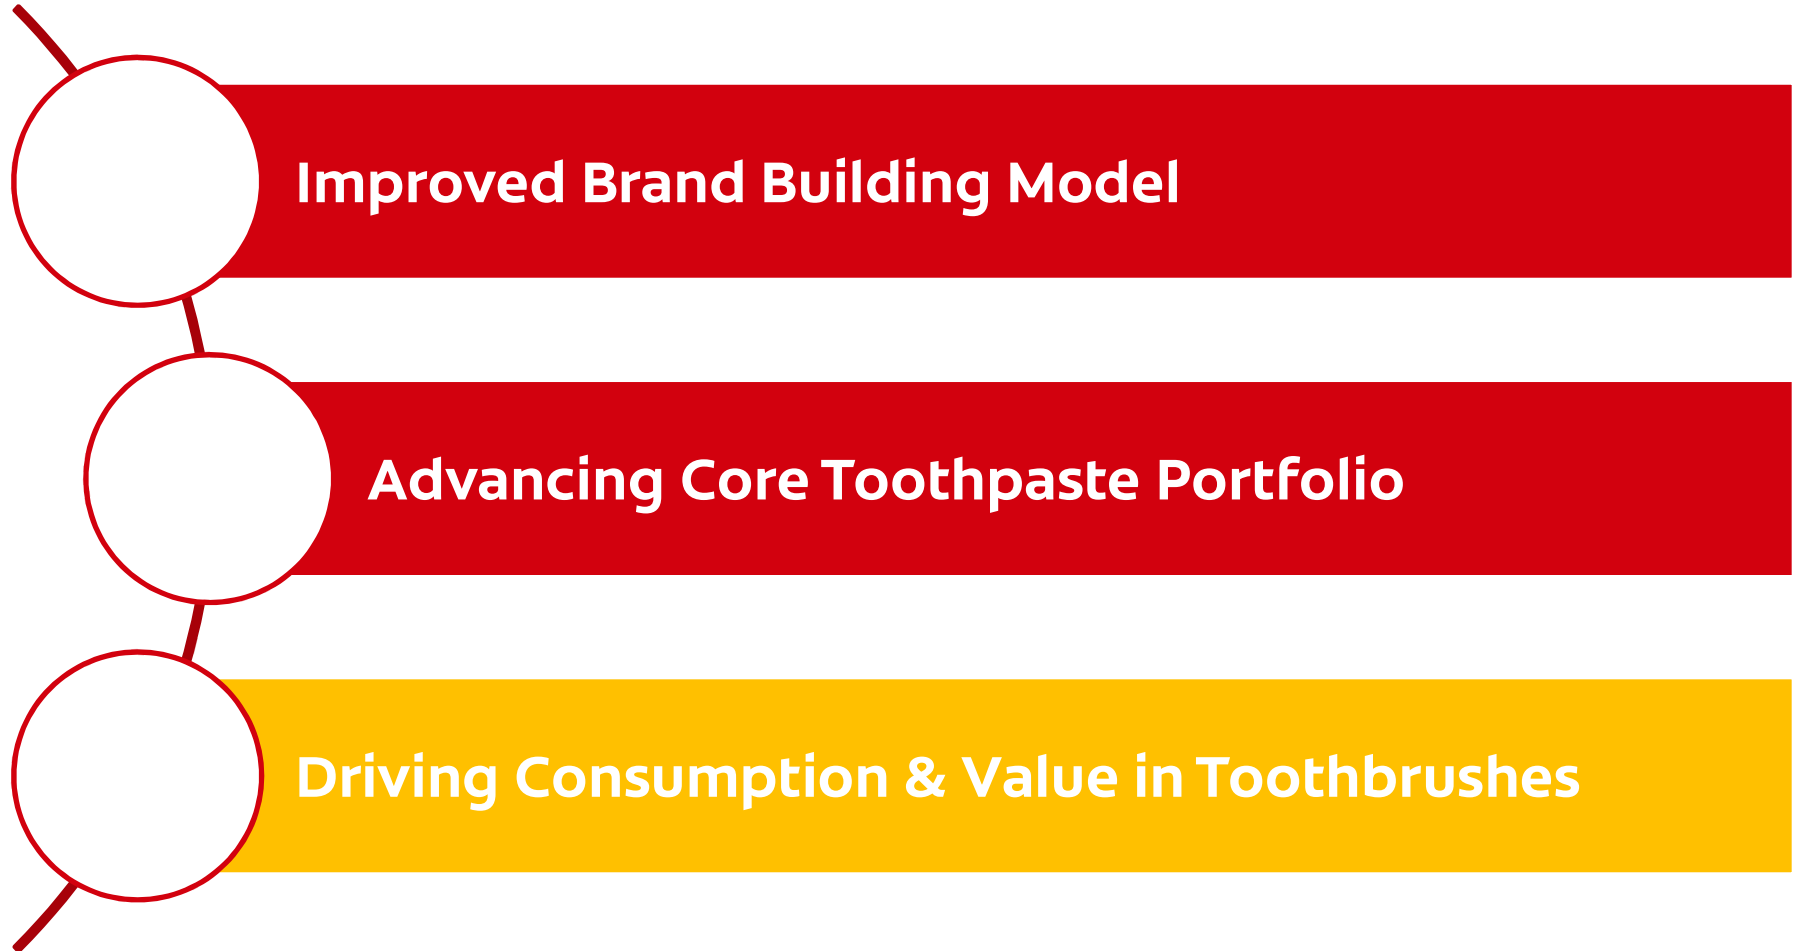 Improved Brand Building Model
Advancing Core Toothpaste Portfolio
Driving Consumption & Value in Toothbrushes